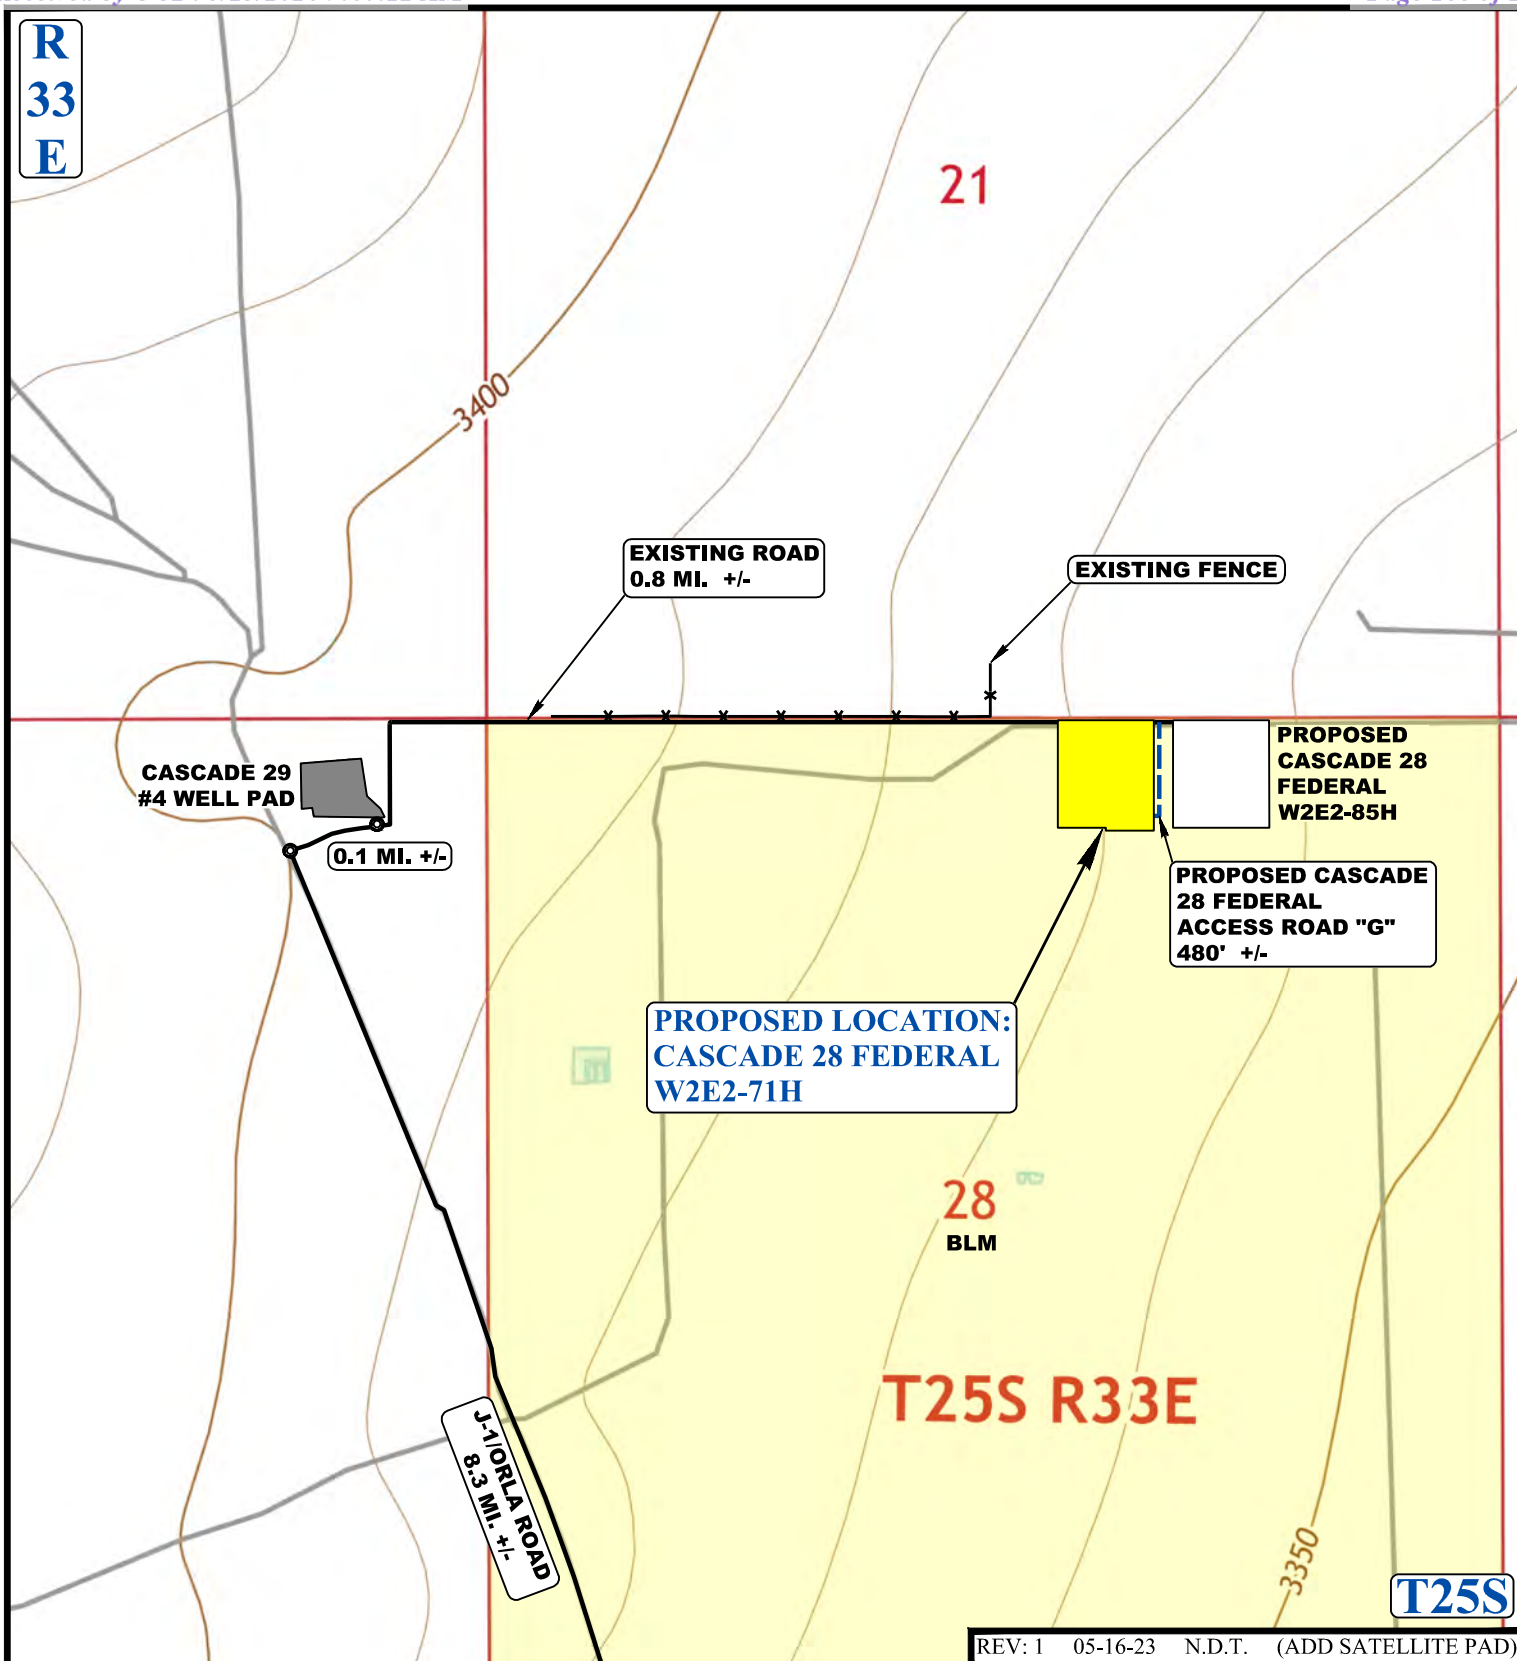 R
33
E
21
3400
EXISTING ROAD
0.8 MI. +/-
EXISTING FENCE
CASCADE 29
#4 WELL PAD
0.1 MI. +/-
PROPOSED
CASCADE 28
FEDERAL
W2E2-85H
PROPOSED CASCADE
28 FEDERAL
ACCESS ROAD "G"
480' +/-
PROPOSED LOCATION:
CASCADE 28 FEDERAL
W2E2-71H
28
BLM
T25S R33E
J-1/ORLA ROAD
8.3 MI. +/-
3350
T25S
REV: 1 05-16-23 N.D.T. (ADD SATELLITE PAD)